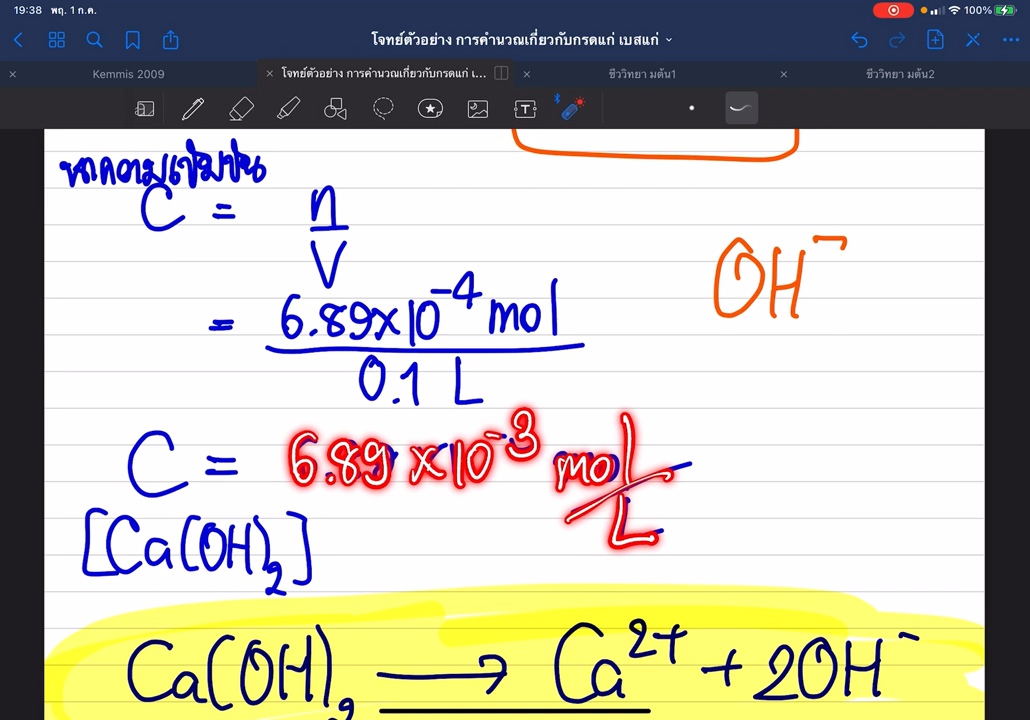 19:38 พฤ. 1 ก.ค. 100%
โจทย์ตัวอย่าง การคำนวณเกี่ยวกับกรดแก่ เบสแก่
Kemmis 2009 โจทย์ตัวอย่าง การคำนวณเกี่ยวกับกรดแก่ เ... ชีววิทยา มต้น1 ชีววิทยา มต้น2
หาความเข้มข้น
C = n/V
OH⁻
= 6.89×10⁻⁴ mol
0.1 L
C = 6.89 ×10⁻³ mol/L
[Ca(OH)₂]
Ca(OH)₂ → Ca²⁺ + 2OH⁻